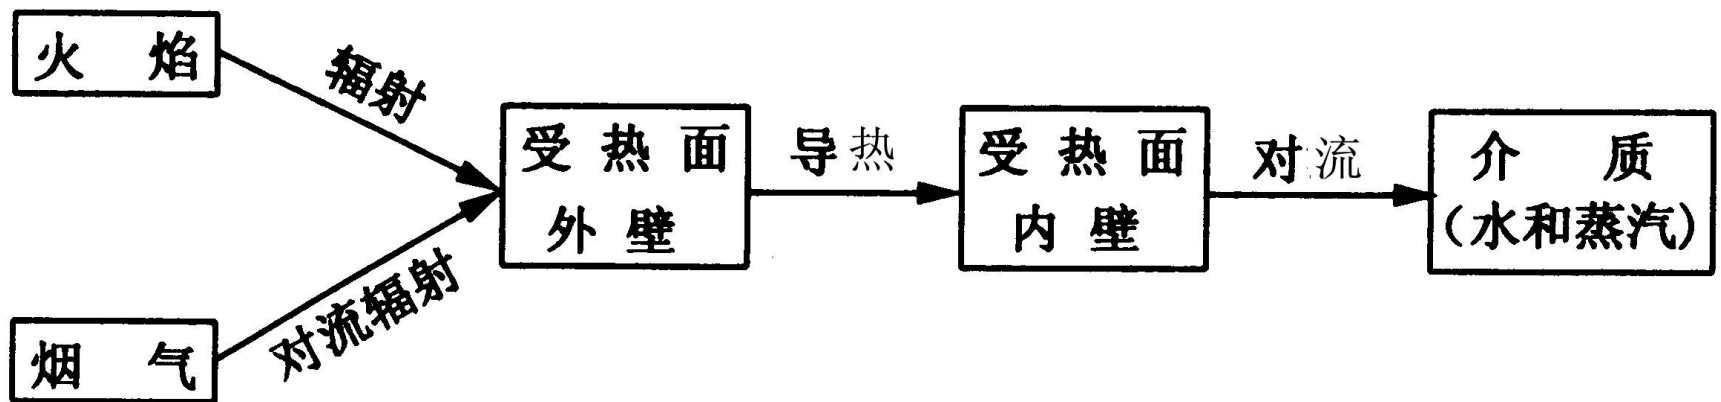 火 焰
辐射
受 热 面
外 壁
导热
受 热 面
内 壁
对流
介 质
(水和蒸汽)
对流辐射
烟 气